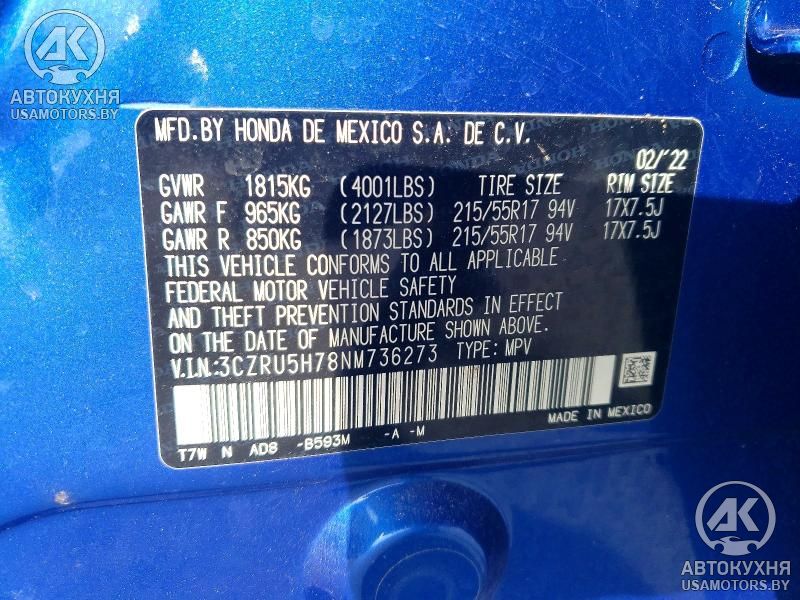 АК
АВТОКУХНЯ
USAMOTORS.BY
MFD.BY HONDA DE MEXICO S.A. DE C.V.
02/'22
GVWR 1815KG (4001LBS) TIRE SIZE RIM SIZE
GAWR F 965KG (2127LBS) 215/55R17 94V 17X7.5J
GAWR R 850KG (1873LBS) 215/55R17 94V 17X7.5J
THIS VEHICLE CONFORMS TO ALL APPLICABLE
FEDERAL MOTOR VEHICLE SAFETY
AND THEFT PREVENTION STANDARDS IN EFFECT
ON THE DATE OF MANUFACTURE SHOWN ABOVE.
V.I.N.:3CZRU5H78NM736273 TYPE: MPV
MADE IN MEXICO
T7W N AD8 -B593M -A -M
АК
АВТОКУХНЯ
USAMOTORS.BY